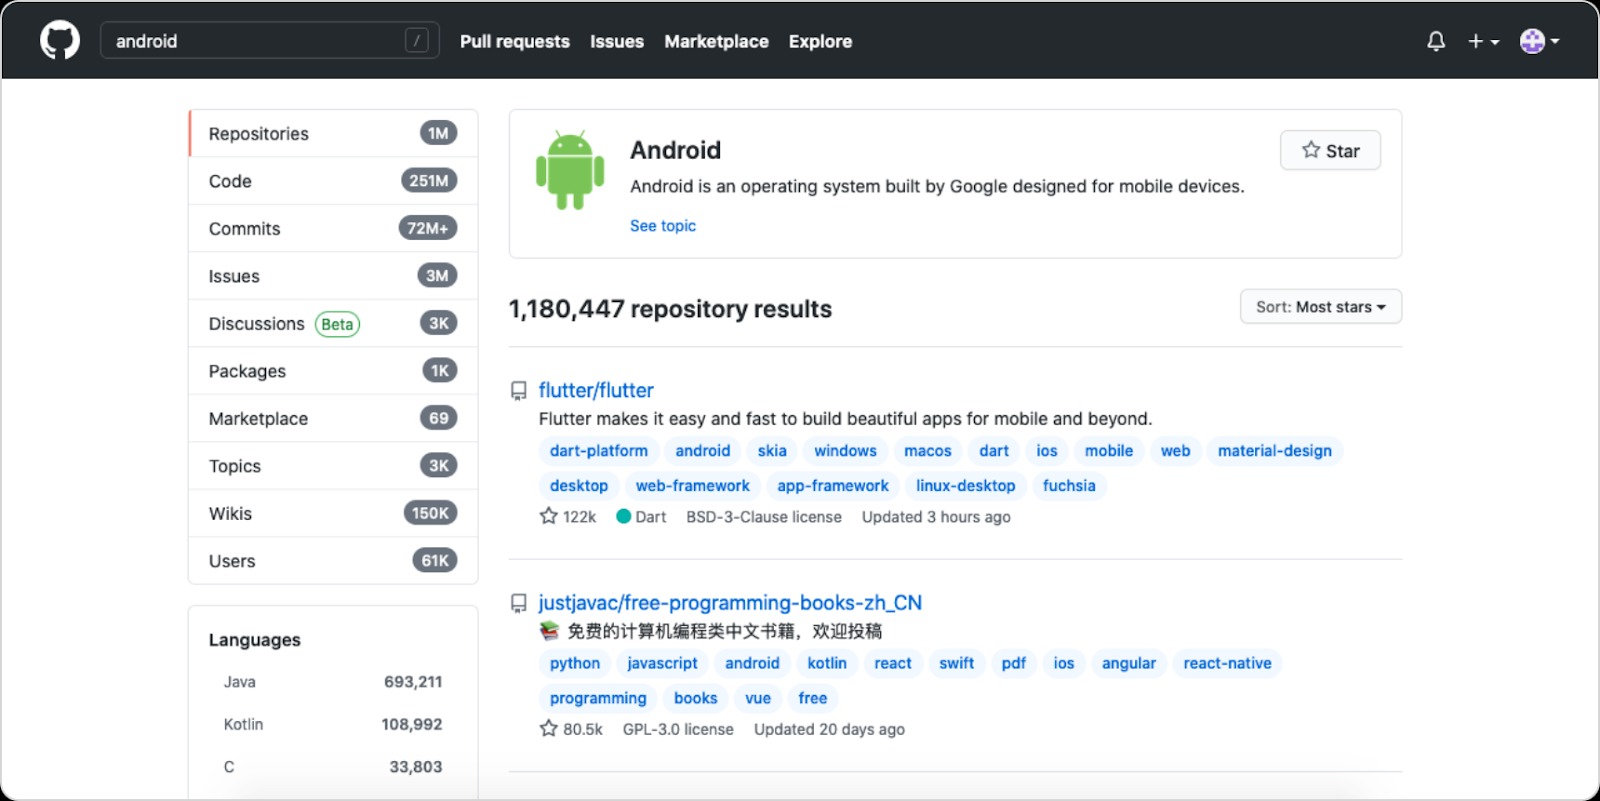 android /
Pull requests Issues Marketplace Explore
Repositories 1M
Code 251M
Commits 72M+
Issues 3M
Discussions Beta 3K
Packages 1K
Marketplace 69
Topics 3K
Wikis 150K
Users 61K
Languages
Java 693,211
Kotlin 108,992
C 33,803
Android
Star
Android is an operating system built by Google designed for mobile devices.
See topic
1,180,447 repository results
Sort: Most stars
flutter/flutter
Flutter makes it easy and fast to build beautiful apps for mobile and beyond.
dart-platform android skia windows macos dart ios mobile web material-design
desktop web-framework app-framework linux-desktop fuchsia
122k Dart BSD-3-Clause license Updated 3 hours ago
justjavac/free-programming-books-zh_CN
📚 免费的计算机编程类中文书籍，欢迎投稿
python javascript android kotlin react swift pdf ios angular react-native
programming books vue free
80.5k GPL-3.0 license Updated 20 days ago